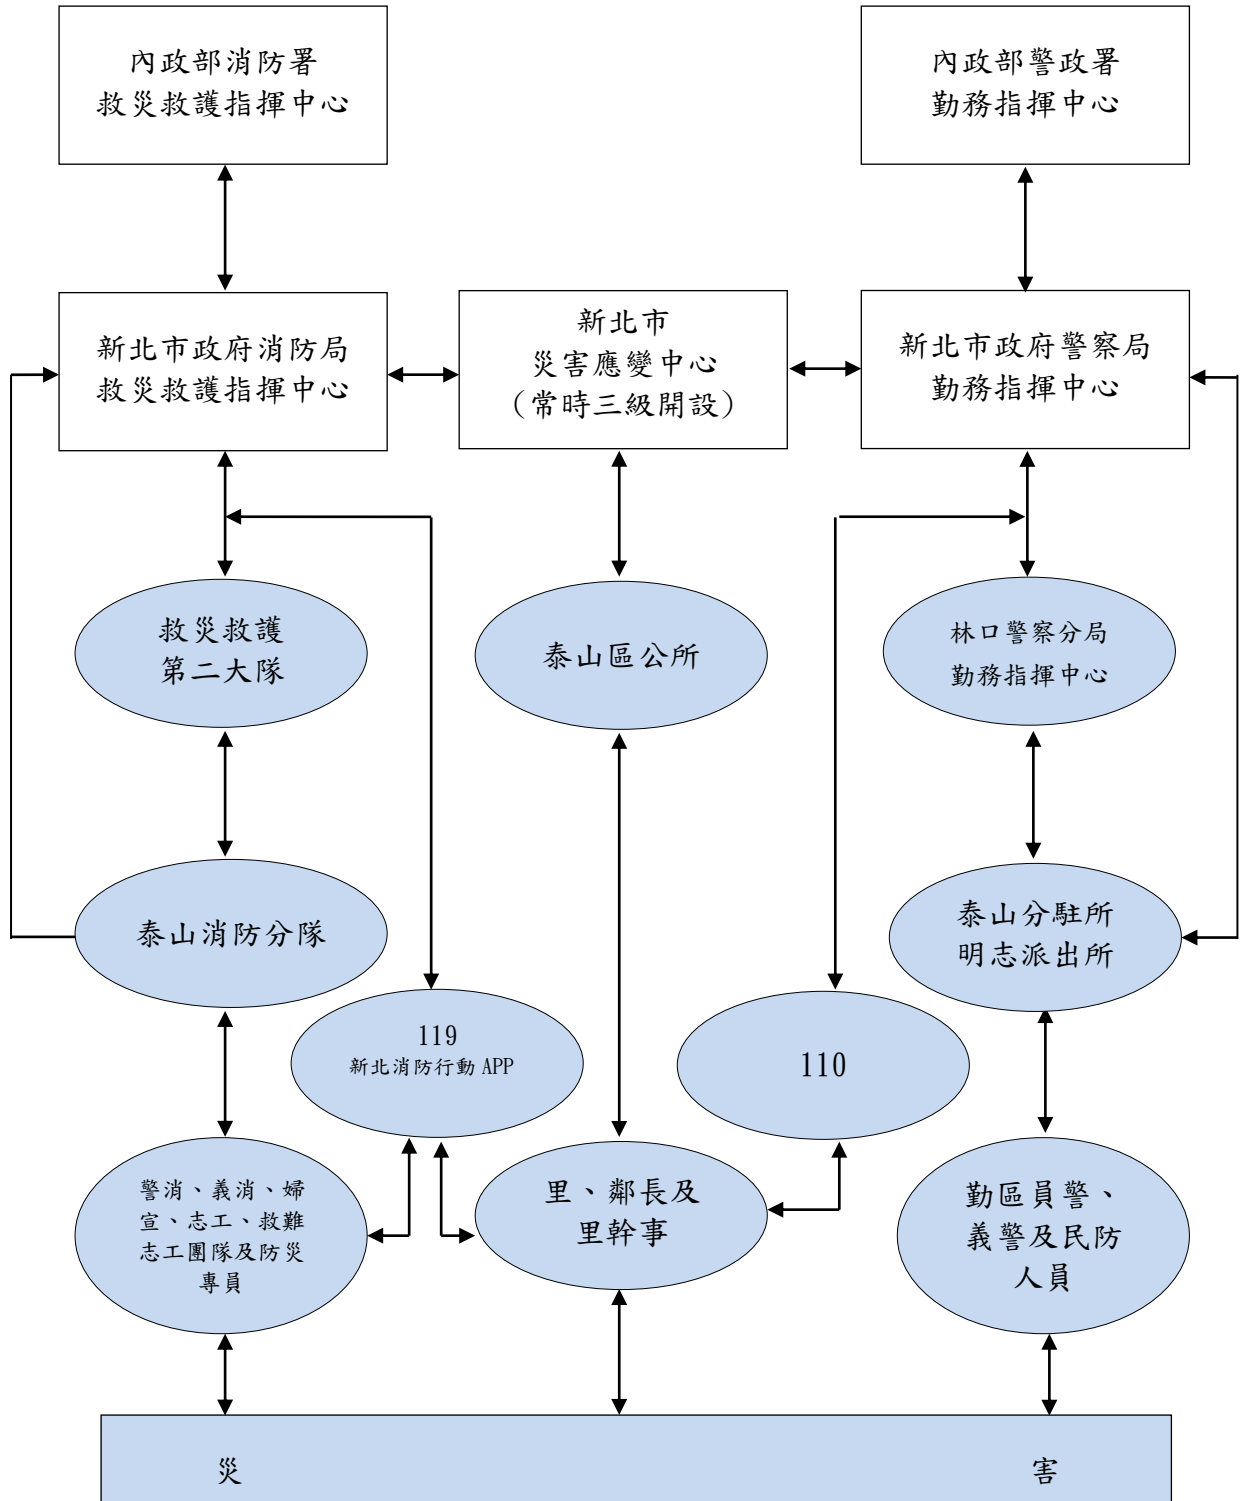 內政部消防署
救災救護指揮中心
內政部警政署
勤務指揮中心
新北市政府消防局
救災救護指揮中心
新北市
災害應變中心
（常時三級開設）
新北市政府警察局
勤務指揮中心
救災救護
第二大隊
泰山區公所
林口警察分局
勤務指揮中心
泰山消防分隊
泰山分駐所
明志派出所
119
新北消防行動 APP
110
警消、義消、婦
宣、志工、救難
志工團隊及防災
專員
里、鄰長及
里幹事
勤區員警、
義警及民防
人員
災 害